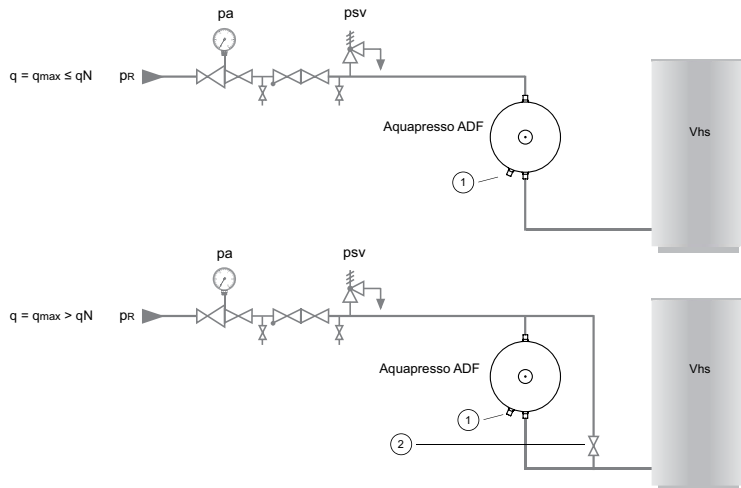 pa
psv
q = qmax ≤ qN
pR
Aquapresso ADF
Vhs
1
pa
psv
q = qmax > qN
pR
Aquapresso ADF
Vhs
1
2